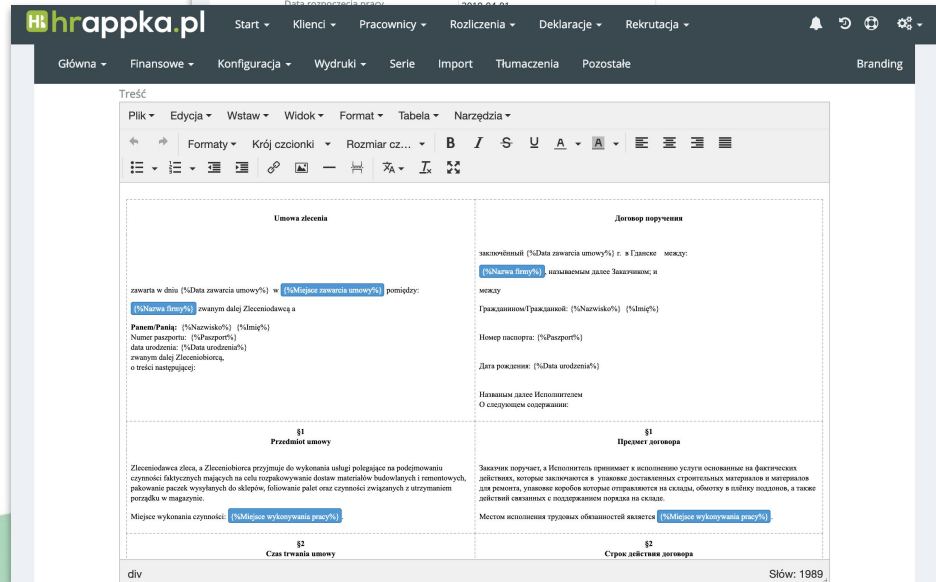 Data rozpoczęcia pracy 2018-04-01
hrappka.pl Start Klienci Pracownicy Rozliczenia Deklaracje Rekrutacja
Główna Finansowe Konfiguracja Wydruki Serie Import Tłumaczenia Pozostałe Branding
Treść
Plik Edycja Wstaw Widok Format Tabela Narzędzia
Formaty Krój czcionki Rozmiar cz... B I S U A A
Umowa zlecenia
zawarta w dniu {%Data zawarcia umowy%} w {%Miejsce zawarcia umowy%} pomiędzy:
{%Nazwa firmy%} zwanym dalej Zleceniodawcą a
Panem/Panią: {%Nazwisko%} {%Imię%}
Numer paszportu: {%Paszport%}
data urodzenia: {%Data urodzenia%}
zwanym dalej Zleceniobiorcą,
o treści następującej:
Договор поручения
заключённый {%Data zawarcia umowy%} г. в Гданске между:
{%Nazwa firmy%}, называемым далее Заказчиком; и
между
Гражданином/Гражданкой: {%Nazwisko%} {%Imię%}
Номер паспорта: {%Paszport%}
Дата рождения: {%Data urodzenia%}
Названым далее Исполнителем
О следующем содержании:
§1
Przedmiot umowy
Zleceniodawca zleca, a Zleceniobiorca przyjmuje do wykonania usługi polegające na podejmowaniu
czynności faktycznych mających na celu rozpakowywanie dostaw materiałów budowlanych i remontowych,
pakowanie paczek wysyłanych do sklepów, foliowanie palet oraz czynności związanych z utrzymaniem
porządku w magazynie.
Miejsce wykonania czynności: {%Miejsce wykonywania pracy%}.
§1
Предмет договора
Заказчик поручает, а Исполнитель принимает к исполнению услуги основанные на фактических
действиях, которые заключаются в упаковке доставленных строительных материалов и материалов
для ремонта, упаковке коробов которые отправляются на склады, обмотку в плёнку поддонов, а также
действий связанных с поддержанием порядка на складе.
Местом исполнения трудовых обязанностей является {%Miejsce wykonywania pracy%}.
§2
Czas trwania umowy
§2
Строк действия договора
div Słów: 1989